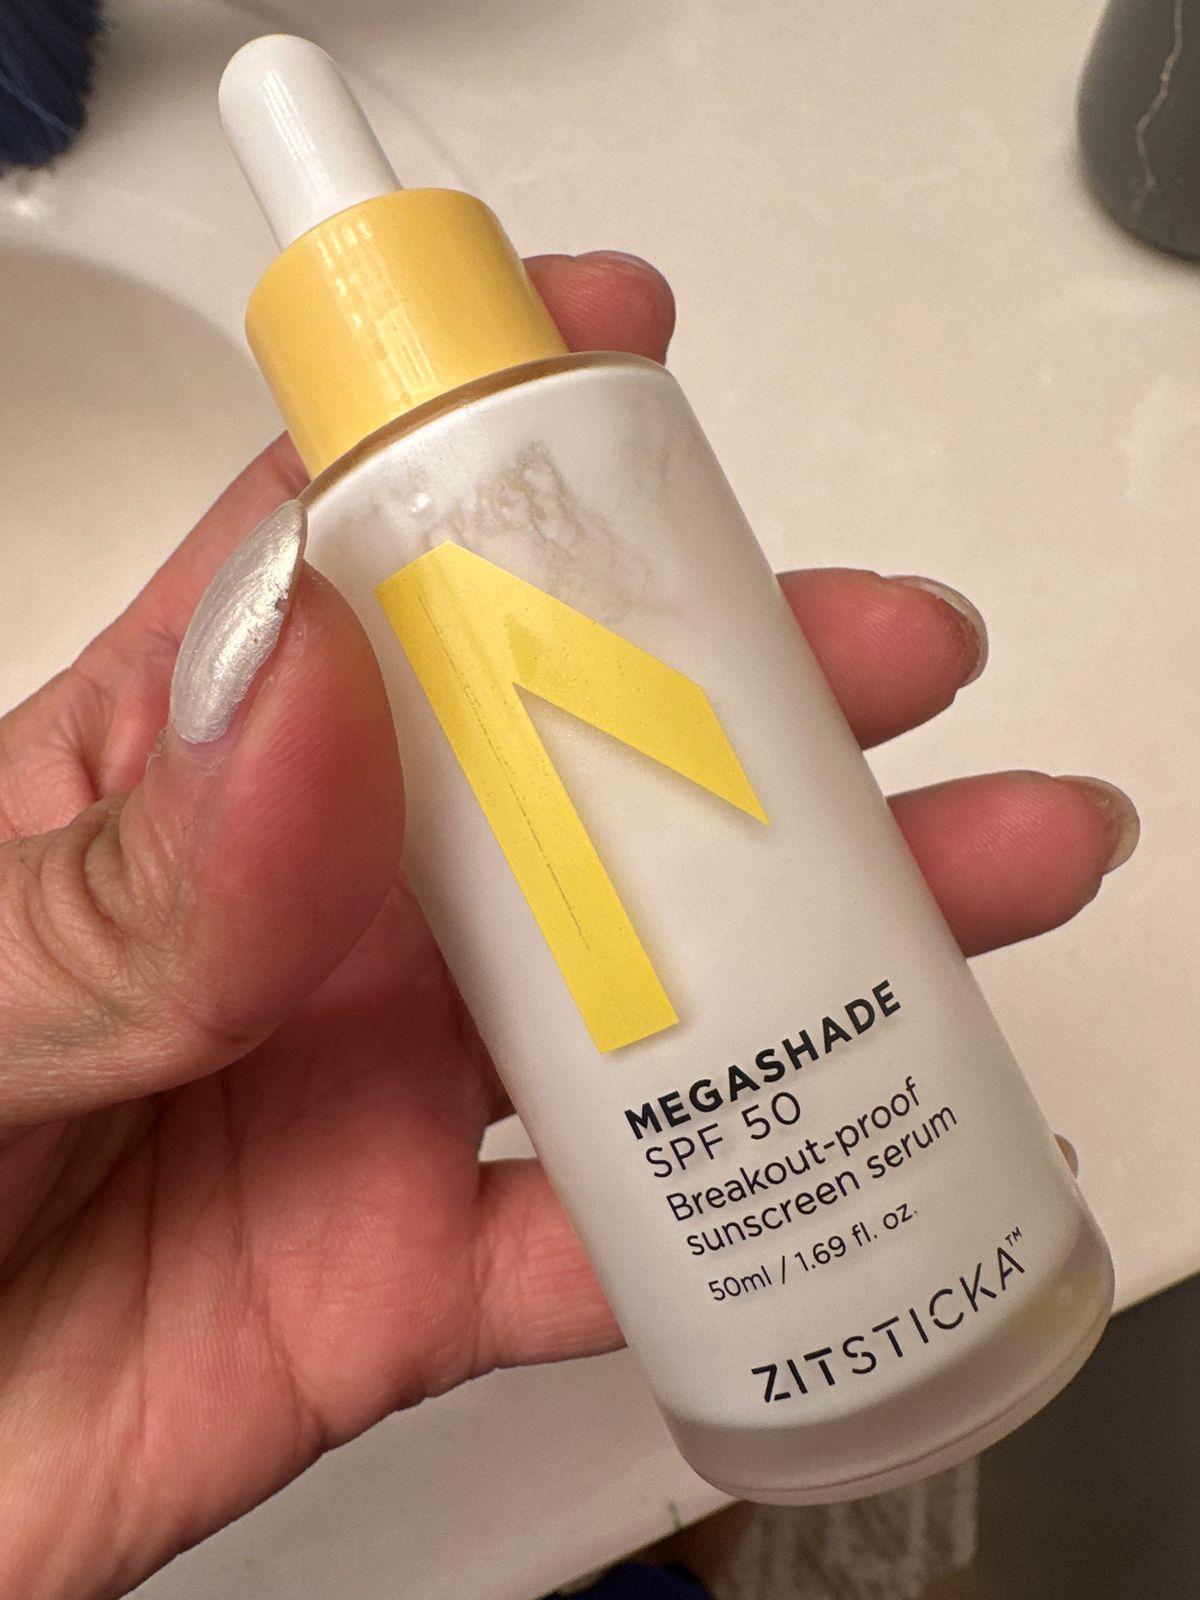 MEGASHADE
SPF 50
Breakout-proof
sunscreen serum
50ml / 1.69 fl. oz.
ZITSTICKA™